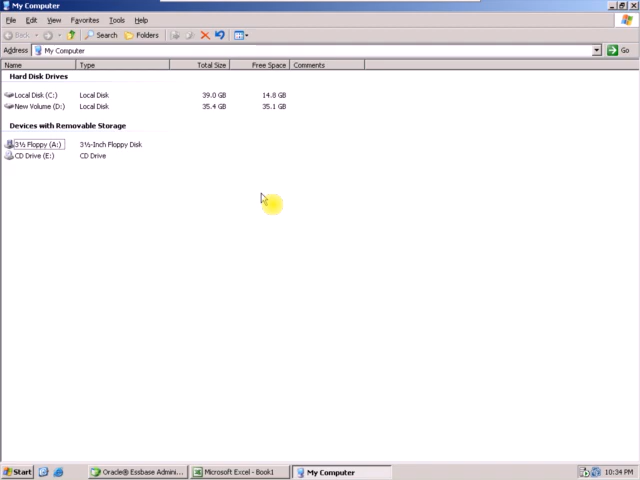 My Computer
File Edit View Favorites Tools Help
Back Search Folders
Address My Computer Go
Name Type Total Size Free Space Comments
Hard Disk Drives
Local Disk (C:) Local Disk 39.0 GB 14.8 GB
New Volume (D:) Local Disk 35.4 GB 35.1 GB
Devices with Removable Storage
3½ Floppy (A:) 3½-Inch Floppy Disk
CD Drive (E:) CD Drive
Start Oracle® Essbase Admini... Microsoft Excel - Book1 My Computer 10:34 PM